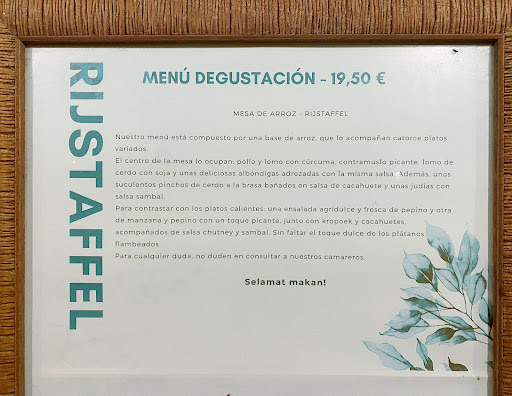 RIJSTAFFEL
MENÚ DEGUSTACIÓN - 19,50 €
MESA DE ARROZ - RIJSTAFFEL
Nuestro menú está compuesto por una base de arroz, que lo acompañan catorce platos
variados.
El centro de la mesa lo ocupan: pollo y lomo con cúrcuma, contramuslo picante, lomo de
cerdo con soja y unas deliciosas albóndigas adrezadas con la misma salsa. Además, unos
suculentos pinchos de cerdo a la brasa bañados en salsa de cacahuete y unas judías con
salsa sambal.
Para contrastar con los platos calientes: una ensalada agridulce y fresca de pepino y otra
de manzana y pepino con un toque picante, junto con kropoek y cacahuetes,
acompañados de salsa chutney y sambal. Sin faltar el toque dulce de los plátanos
flambeados.
Para cualquier duda, no duden en consultar a nuestros camareros.
Selamat makan!